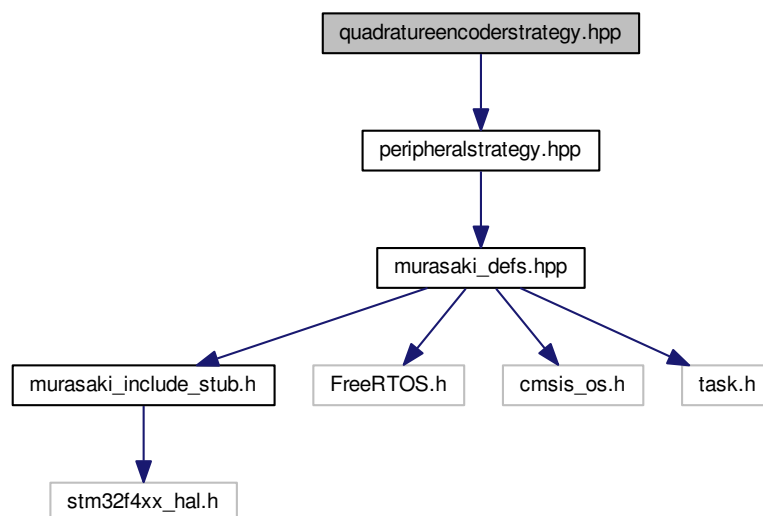 quadratureencoderstrategy.hpp
peripheralstrategy.hpp
murasaki_defs.hpp
murasaki_include_stub.h
FreeRTOS.h
cmsis_os.h
task.h
stm32f4xx_hal.h